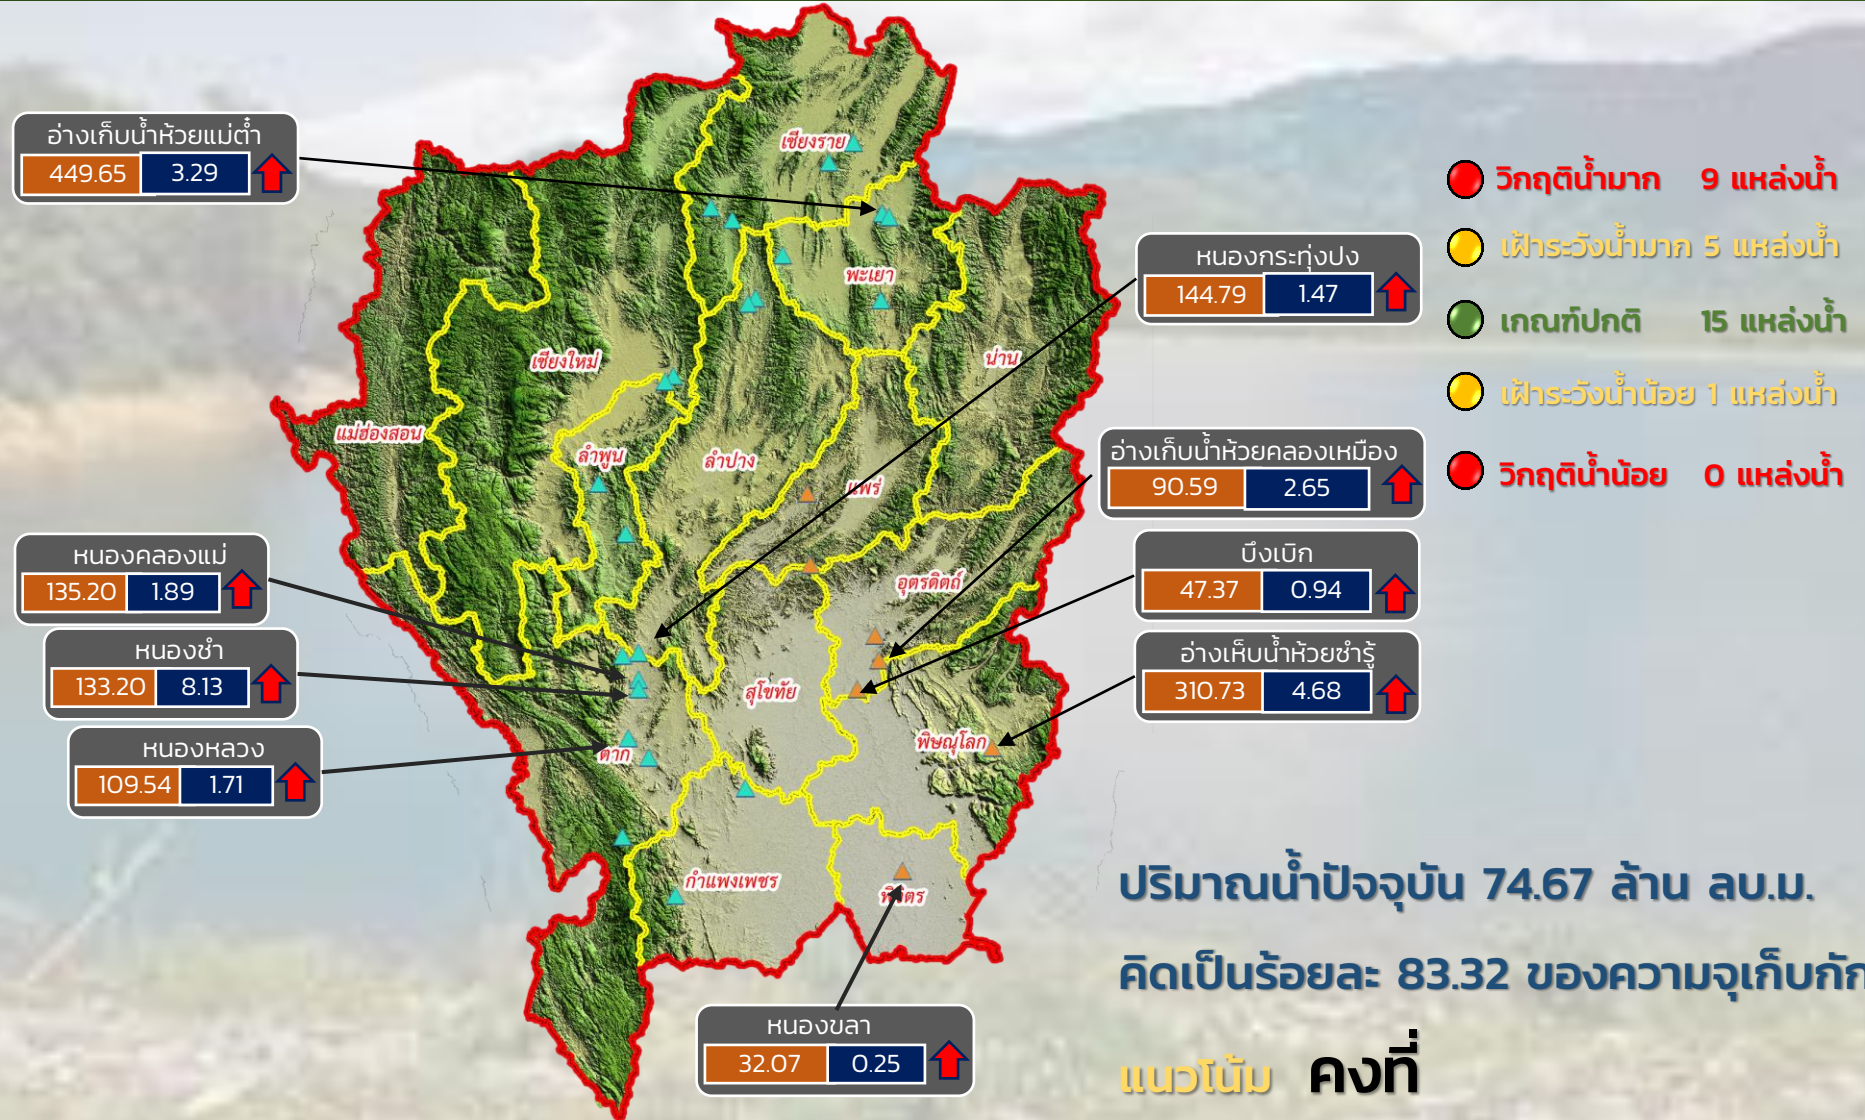 อ่างเก็บน้ำห้วยแม่ต๋ำ
449.65 3.29
หนองคลองแม่
135.20 1.89
หนองชำ
133.20 8.13
หนองหลวง
109.54 1.71
เชียงราย
พะเยา
น่าน
เชียงใหม่
แม่ฮ่องสอน
ลำพูน
ลำปาง
แพร่
อุตรดิตถ์
สุโขทัย
ตาก
พิษณุโลก
กำแพงเพชร
หนองกระทุ่งปง
144.79 1.47
อ่างเก็บน้ำห้วยคลองเหมือง
90.59 2.65
บึงเบิก
47.37 0.94
อ่างเห็บน้ำห้วยซำรู้
310.73 4.68
หนองขลา
32.07 0.25
วิกฤติน้ำมาก 9 แหล่งน้ำ
เฝ้าระวังน้ำมาก 5 แหล่งน้ำ
เกณฑ์ปกติ 15 แหล่งน้ำ
เฝ้าระวังน้ำน้อย 1 แหล่งน้ำ
วิกฤติน้ำน้อย 0 แหล่งน้ำ
ปริมาณน้ำปัจจุบัน 74.67 ล้าน ลบ.ม.
คิดเป็นร้อยละ 83.32 ของความจุเก็บกัก
แนวโน้ม คงที่